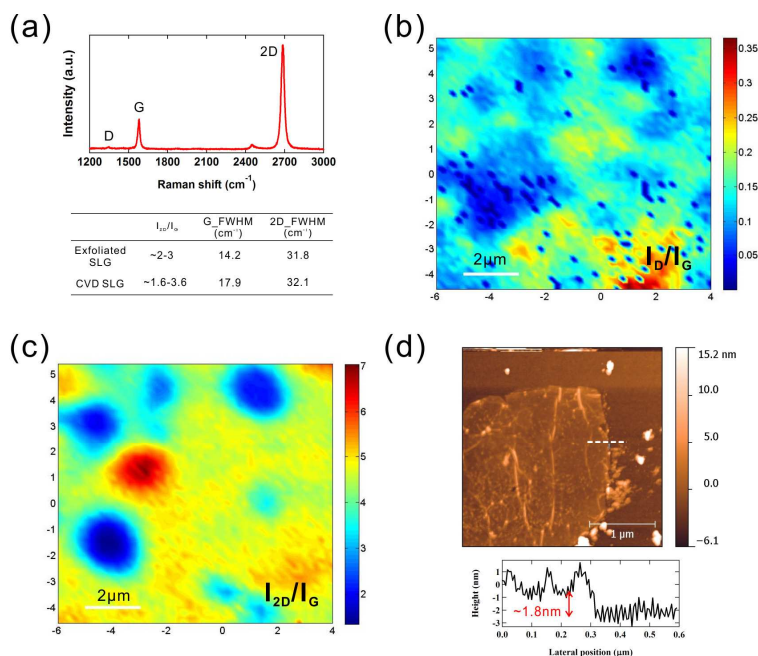 (a)
Intensity (a.u.)
D
G
2D
1200 1500 1800 2100 2400 2700 3000
Raman shift (cm⁻¹)
I2D/IG G_FWHM (cm⁻¹) 2D_FWHM (cm⁻¹)
Exfoliated SLG ~2-3 14.2 31.8
CVD SLG ~1.6-3.6 17.9 32.1
(b)
5
4
3
2
1
0
-1
-2
-3
-4
2μm
ID/IG
-6 -4 -2 0 2 4
0.35
0.30
0.25
0.20
0.15
0.10
0.05
(c)
5
4
3
2
1
0
-1
-2
-3
-4
2μm
I2D/IG
-6 -4 -2 0 2 4
7
6
5
4
3
2
(d)
1 μm
15.2 nm
10.0
5.0
0.0
−6.1
Height (nm)
1
0
-1
-2
-3
~1.8nm
0.0 0.1 0.2 0.3 0.4 0.5 0.6
Lateral position (μm)